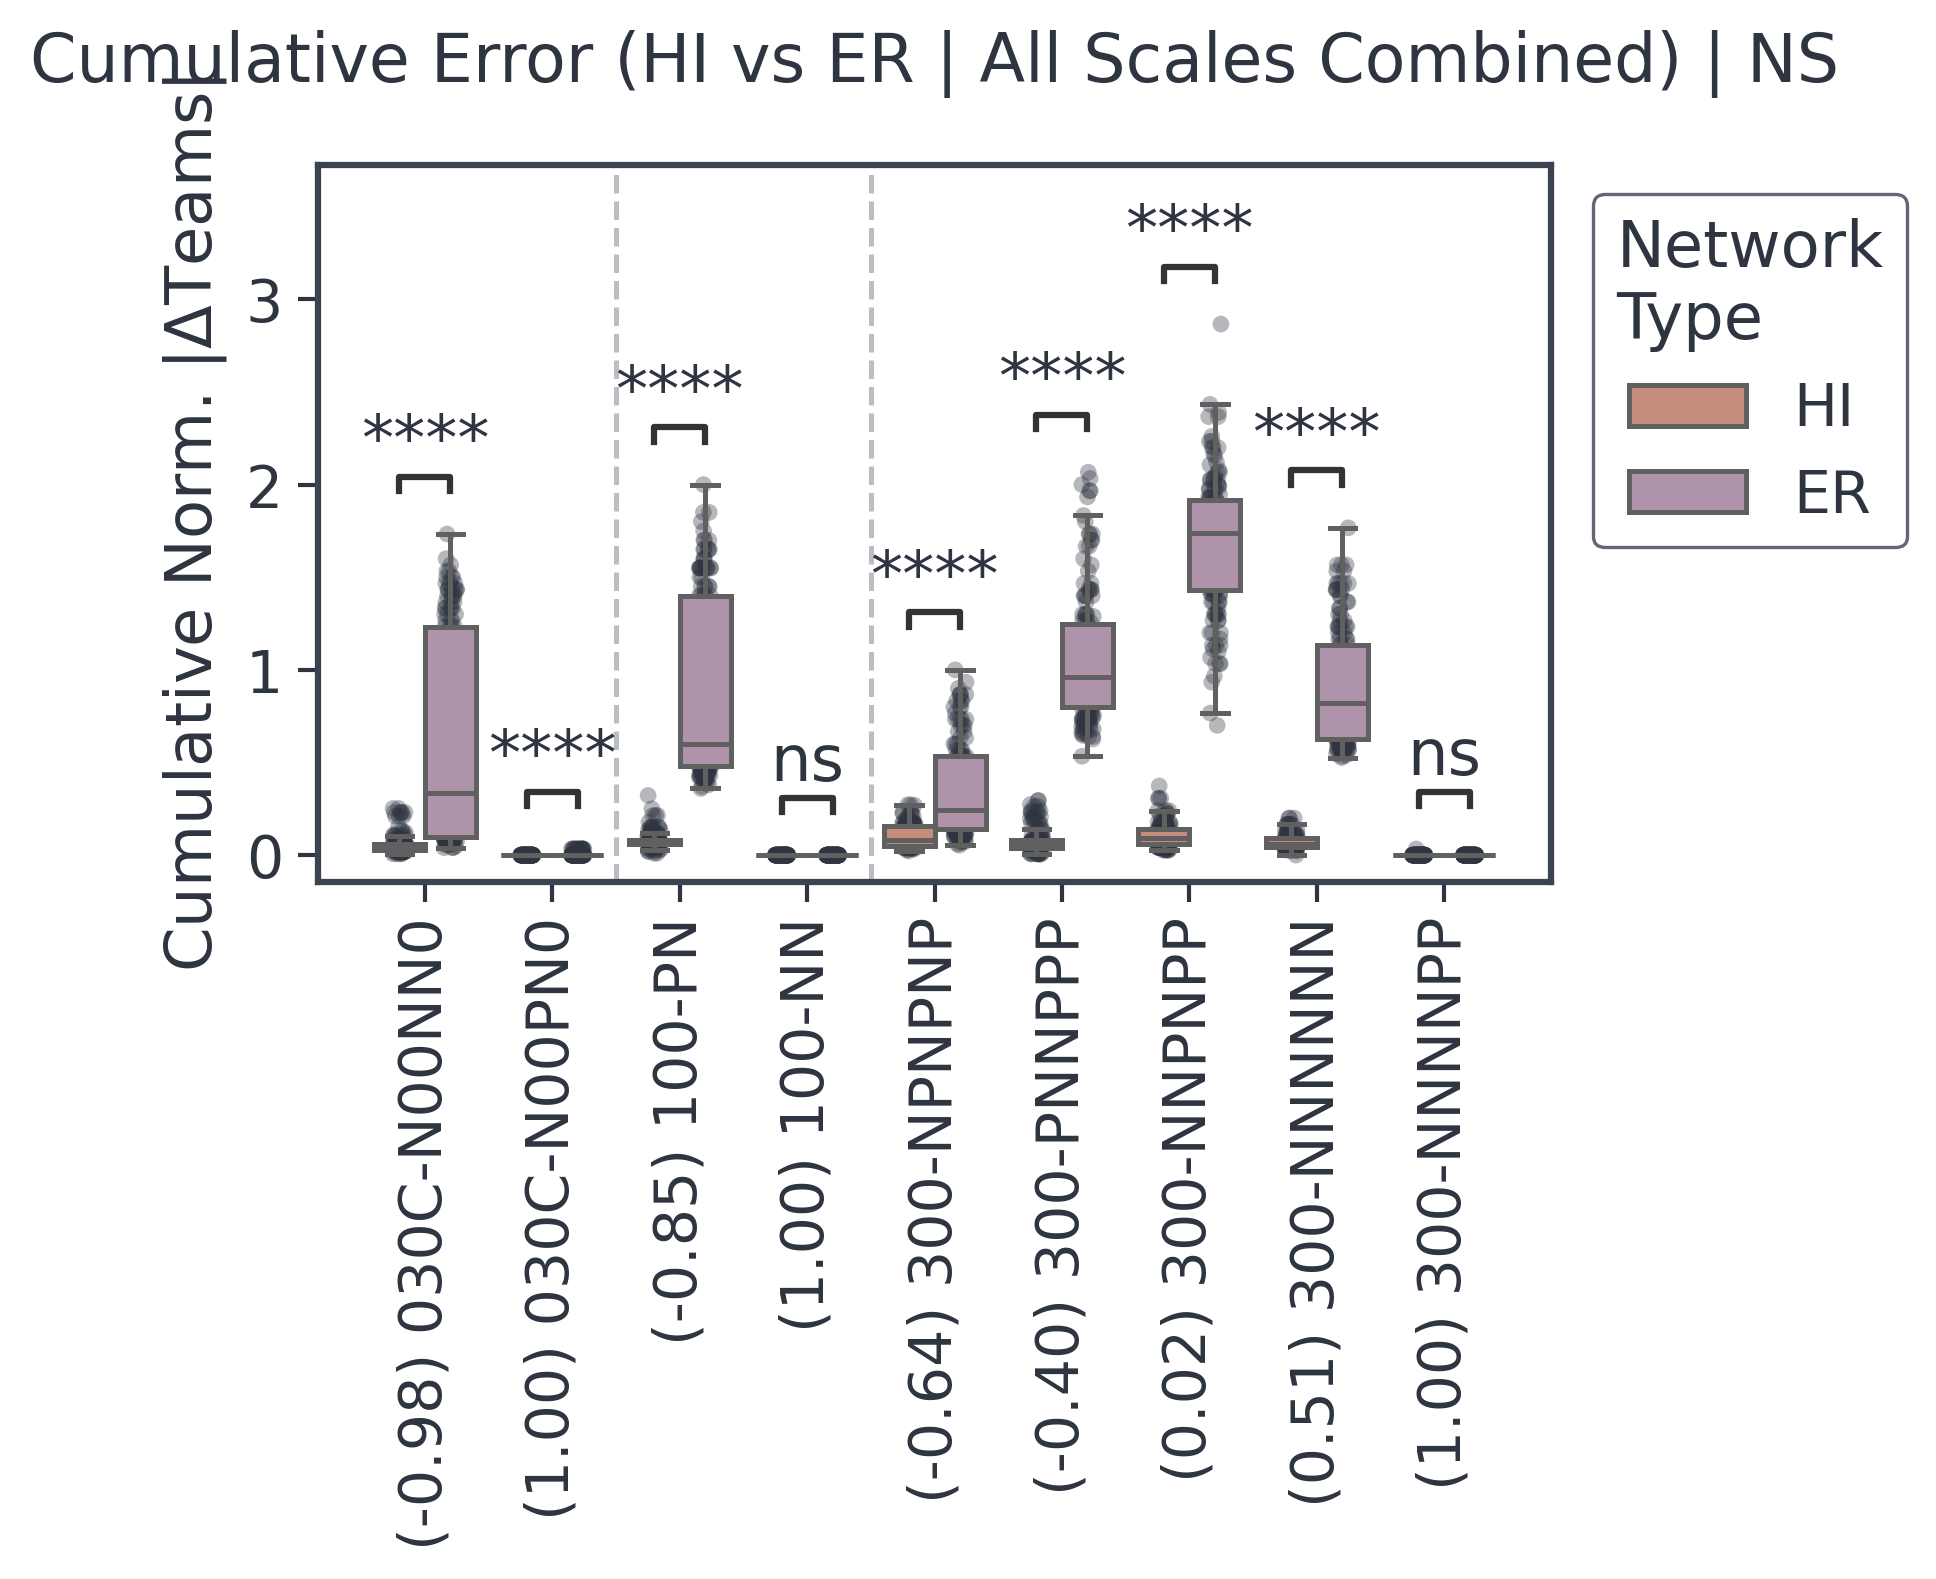 Cumulative Error (HI vs ER | All Scales Combined) | NS
Cumulative Norm. |ΔTeams|
3
2
1
0
****
****
****
ns
****
****
****
****
ns
(-0.98) 030C-N00NN0
(1.00) 030C-N00PN0
(-0.85) 100-PN
(1.00) 100-NN
(-0.64) 300-NPNPNP
(-0.40) 300-PNNPPP
(0.02) 300-NNPNPP
(0.51) 300-NNNNNN
(1.00) 300-NNNNPP
Network
Type
HI
ER